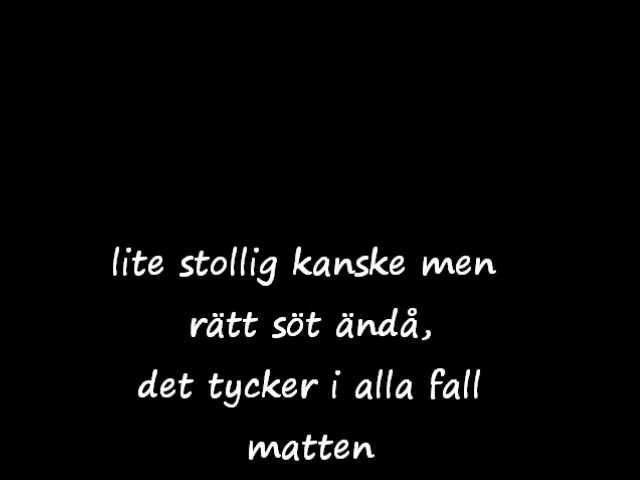 lite stollig kanske men
rätt söt ändå,
det tycker i alla fall
matten